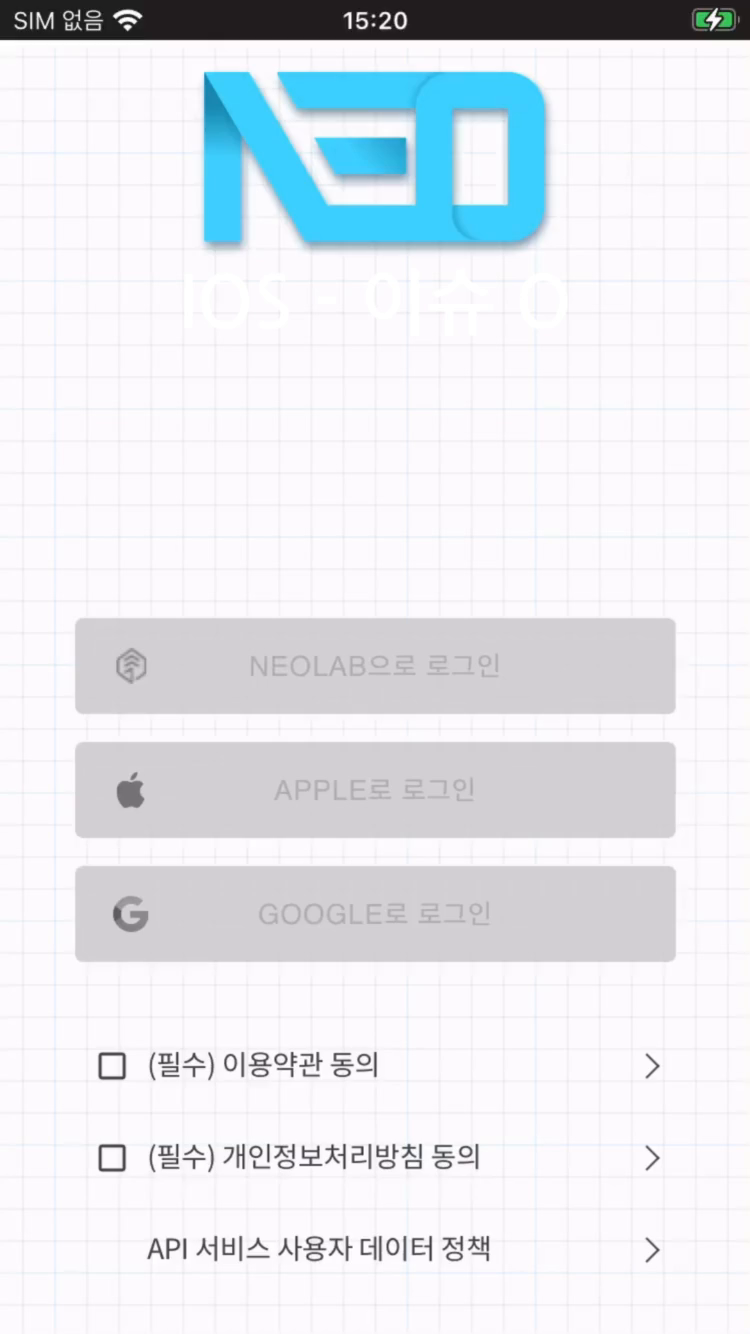 SIM 없음
15:20
NEO
IOS - 이슈 O
NEOLAB으로 로그인
APPLE로 로그인
GOOGLE로 로그인
(필수) 이용약관 동의
(필수) 개인정보처리방침 동의
API 서비스 사용자 데이터 정책